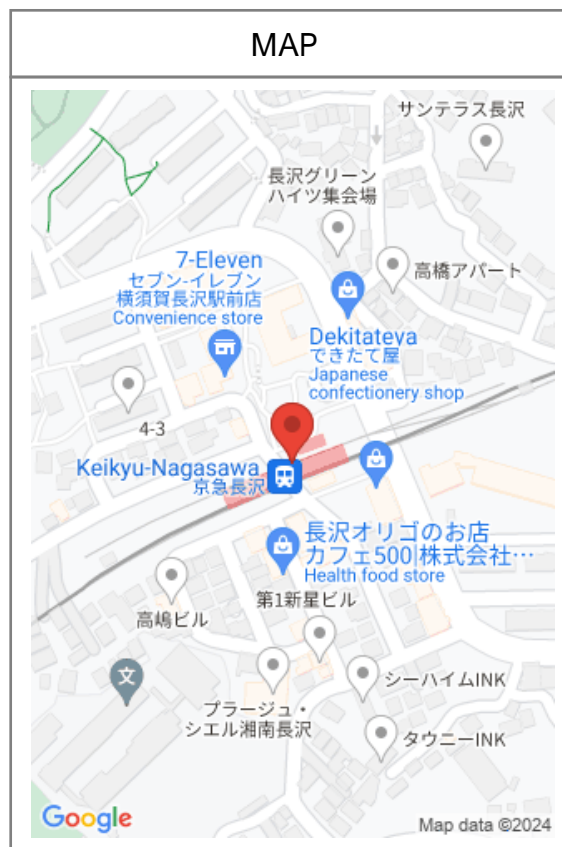 MAP
サンテラス長沢
長沢グリーン
ハイツ集会場
7-Eleven
セブン-イレブン
横須賀長沢駅前店
Convenience store
高橋アパート
Dekitateya
できたて屋
Japanese
confectionery shop
4-3
Keikyu-Nagasawa
京急長沢
長沢オリゴのお店
カフェ500|株式会社…
Health food store
第1新星ビル
高嶋ビル
文
シーハイムINK
プラージュ・
シエル湘南長沢
タウニーINK
Google
Map data ©2024